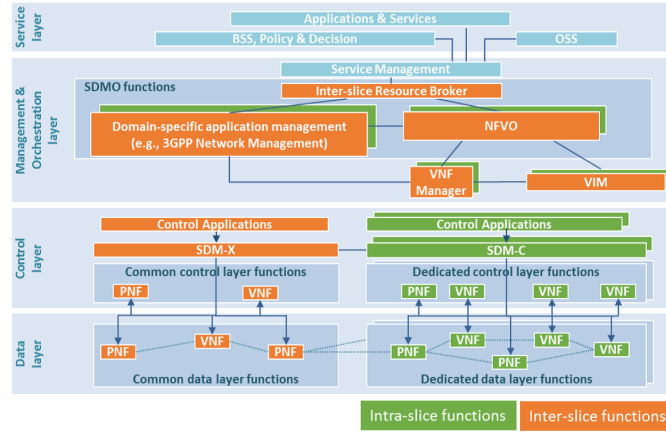 Service
layer
Applications & Services
BSS, Policy & Decision
OSS
Service Management
Management &
Orchestration
layer
SDMO functions
Inter-slice Resource Broker
Domain-specific application management
(e.g., 3GPP Network Management)
NFVO
VNF
Manager
VIM
Control
layer
Control Applications
Control Applications
SDM-X
SDM-C
Common control layer functions
Dedicated control layer functions
PNF
VNF
PNF
VNF
VNF
VNF
Data
layer
PNF
VNF
PNF
PNF
VNF
PNF
VNF
VNF
Common data layer functions
Dedicated data layer functions
Intra-slice functions
Inter-slice functions